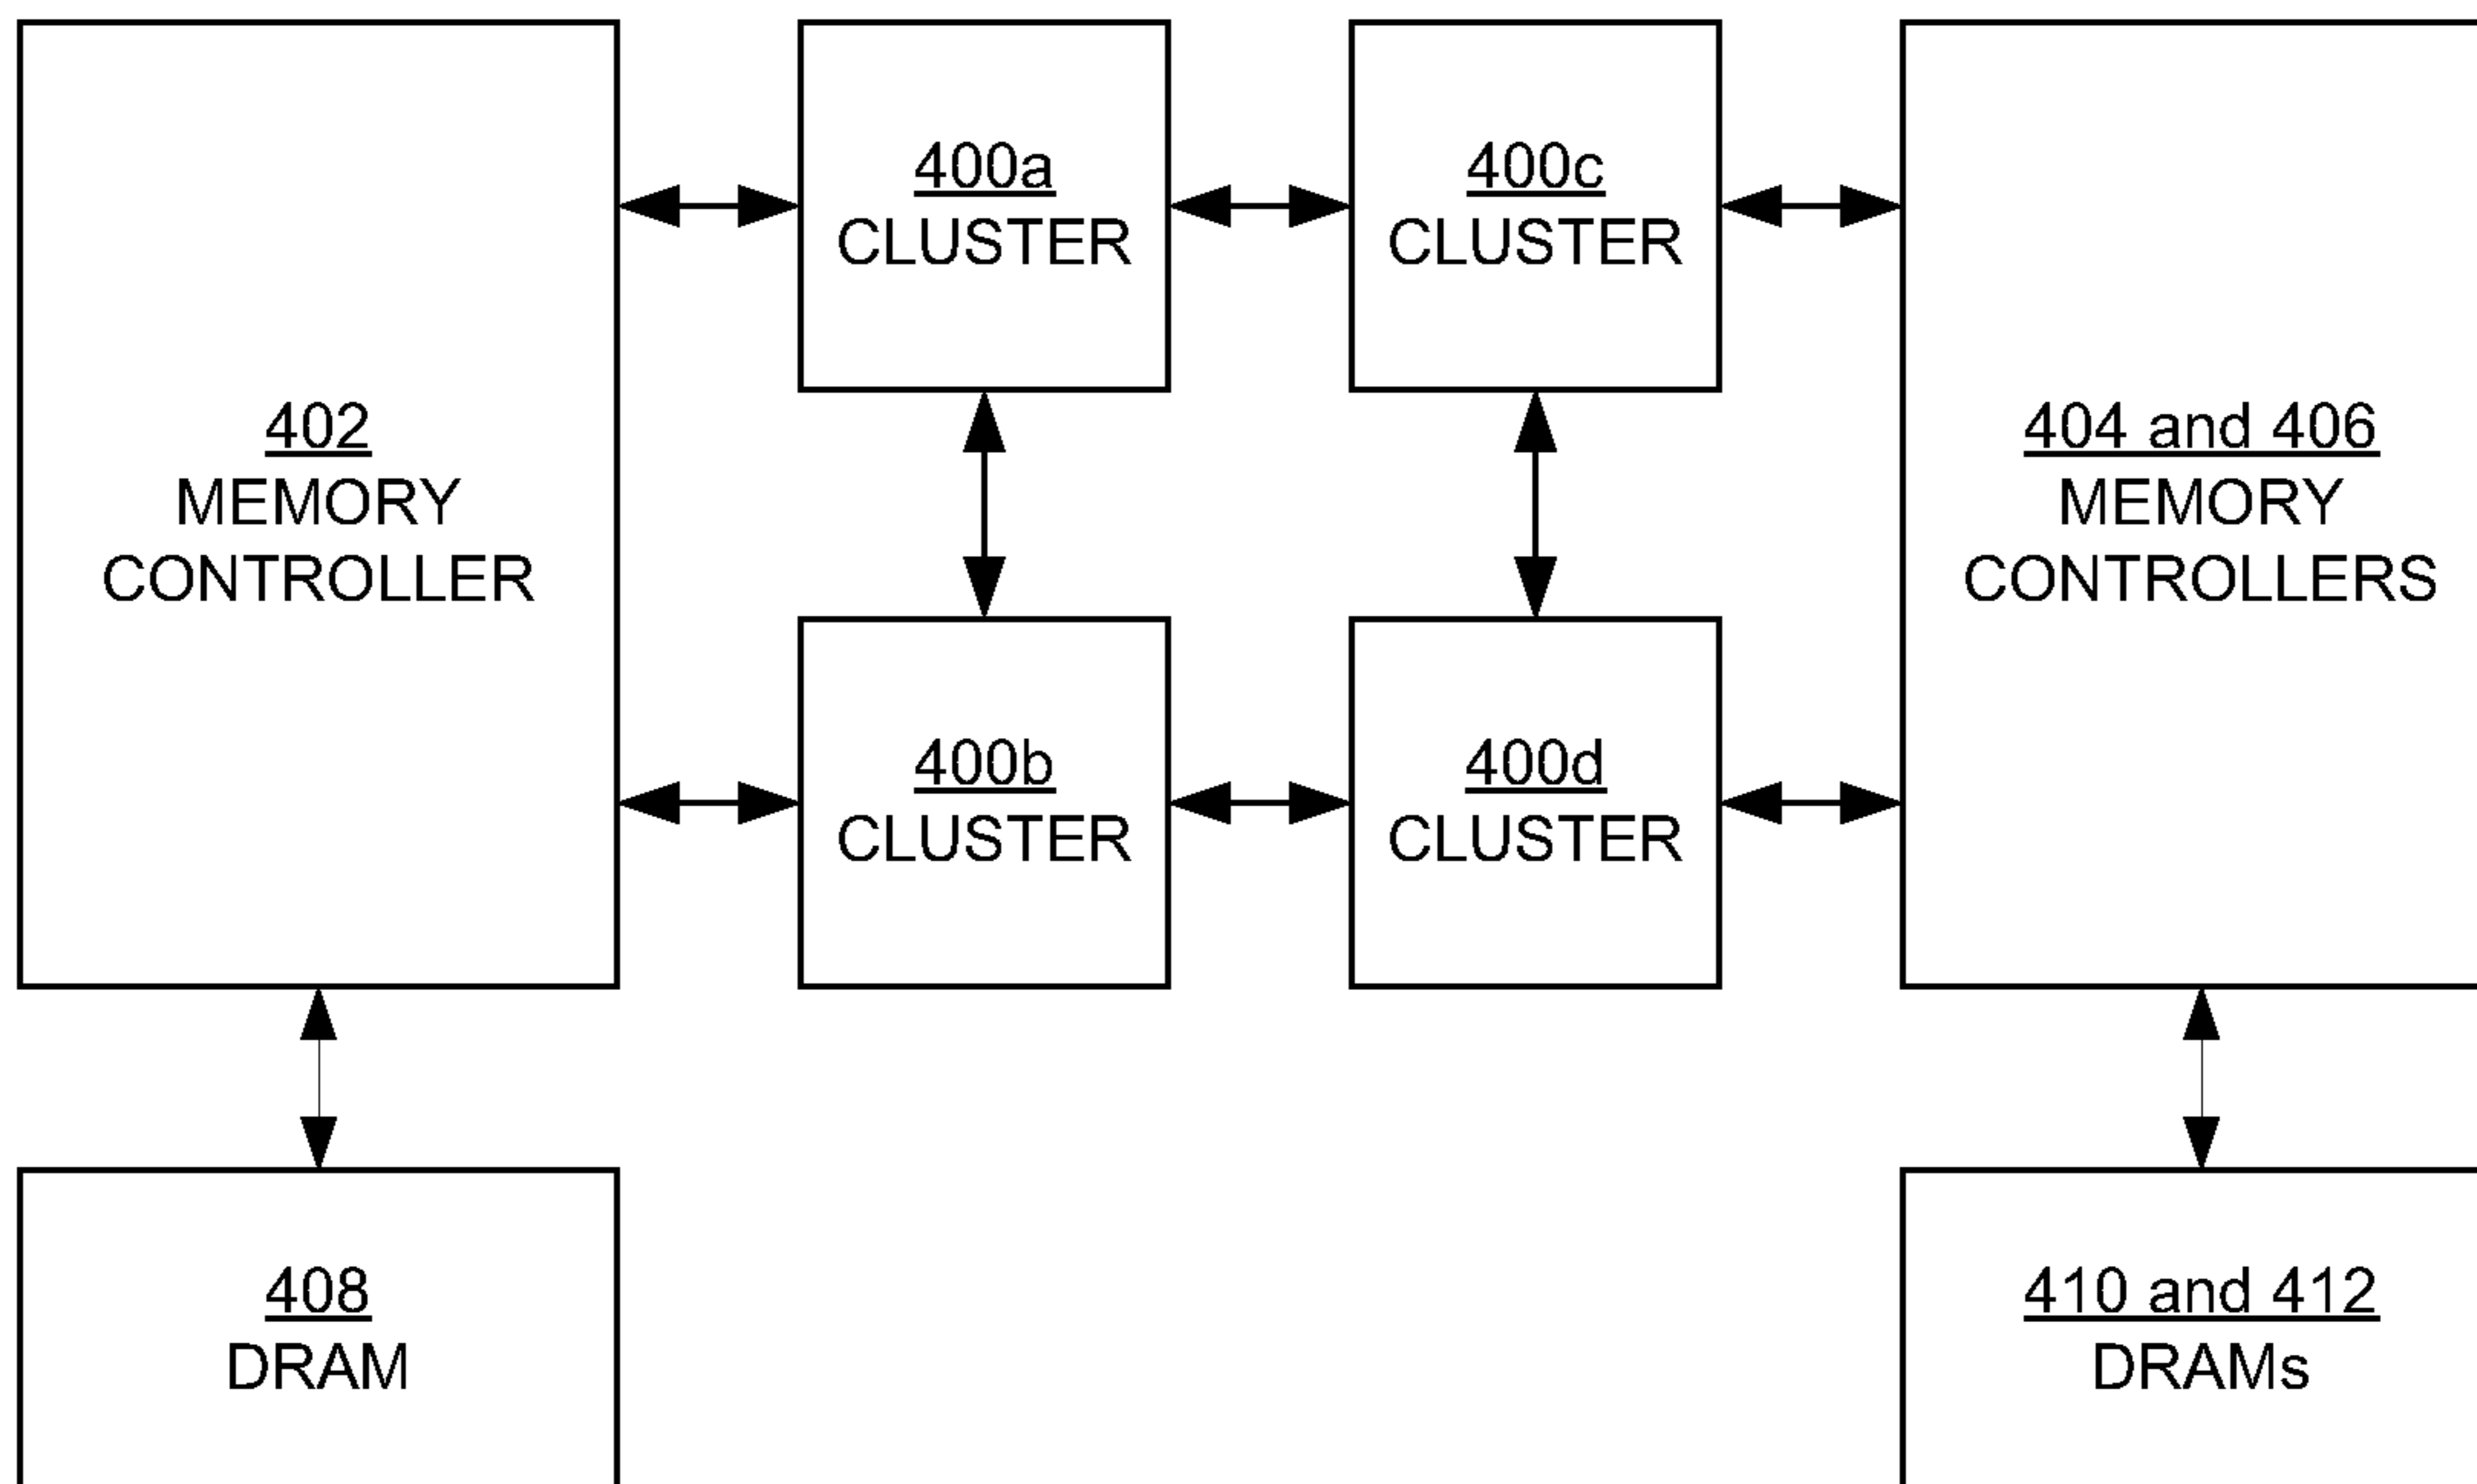 402
MEMORY
CONTROLLER
400a
CLUSTER
400c
CLUSTER
404 and 406
MEMORY
CONTROLLERS
400b
CLUSTER
400d
CLUSTER
408
DRAM
410 and 412
DRAMs